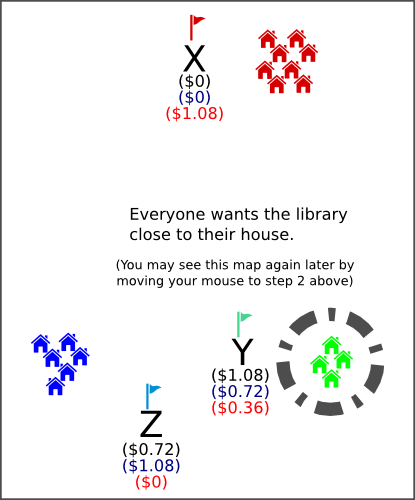 X
($0)
($0)
($1.08)
Everyone wants the library
close to their house.
(You may see this map again later by
moving your mouse to step 2 above)
Y
($1.08)
($0.72)
($0.36)
Z
($0.72)
($1.08)
($0)